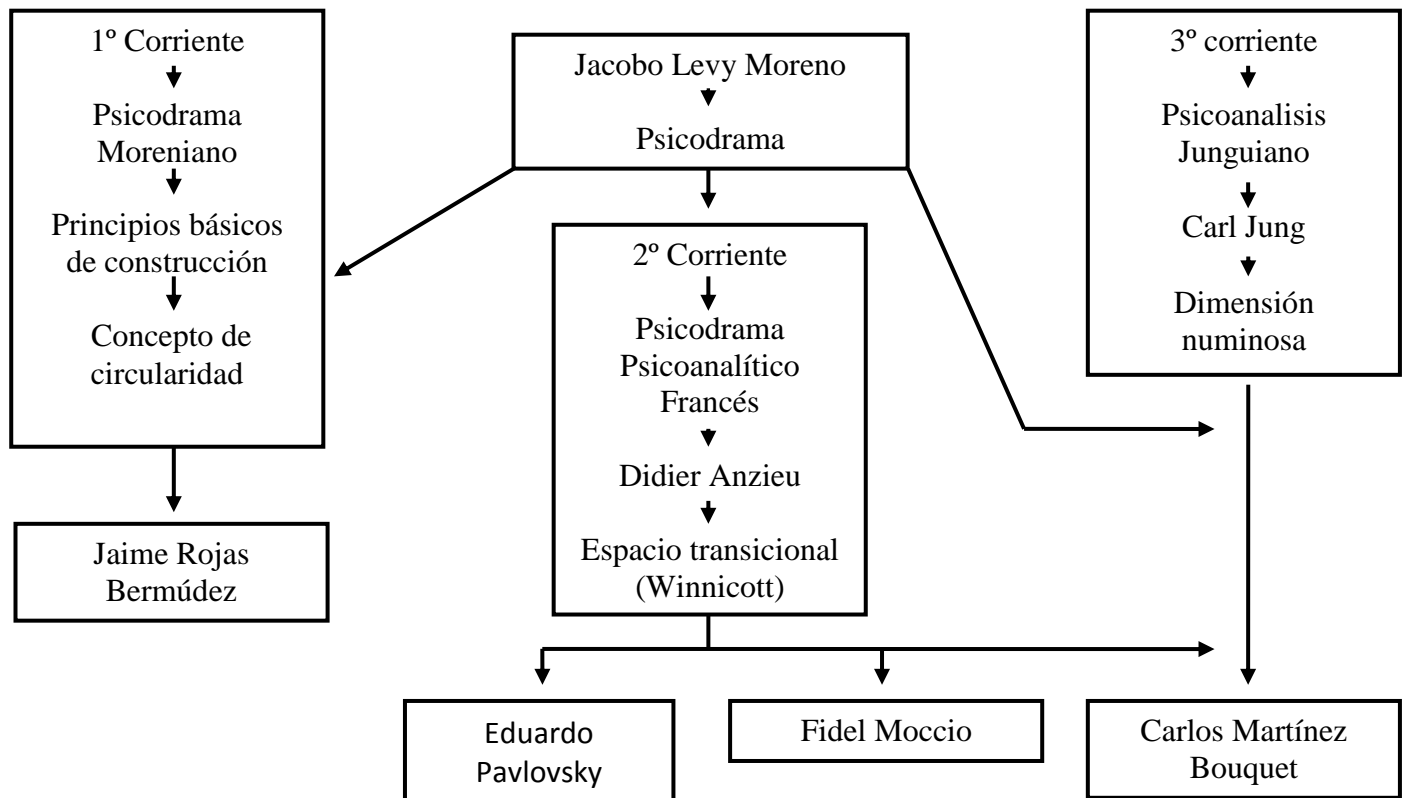 1º Corriente
Psicodrama
Moreniano
Principios básicos
de construcción
Concepto de
circularidad
Jaime Rojas
Bermúdez
Jacobo Levy Moreno
Psicodrama
2º Corriente
Psicodrama
Psicoanalítico
Francés
Didier Anzieu
Espacio transicional
(Winnicott)
Eduardo
Pavlovsky
Fidel Moccio
3º corriente
Psicoanalisis
Junguiano
Carl Jung
Dimensión
numinosa
Carlos Martínez
Bouquet